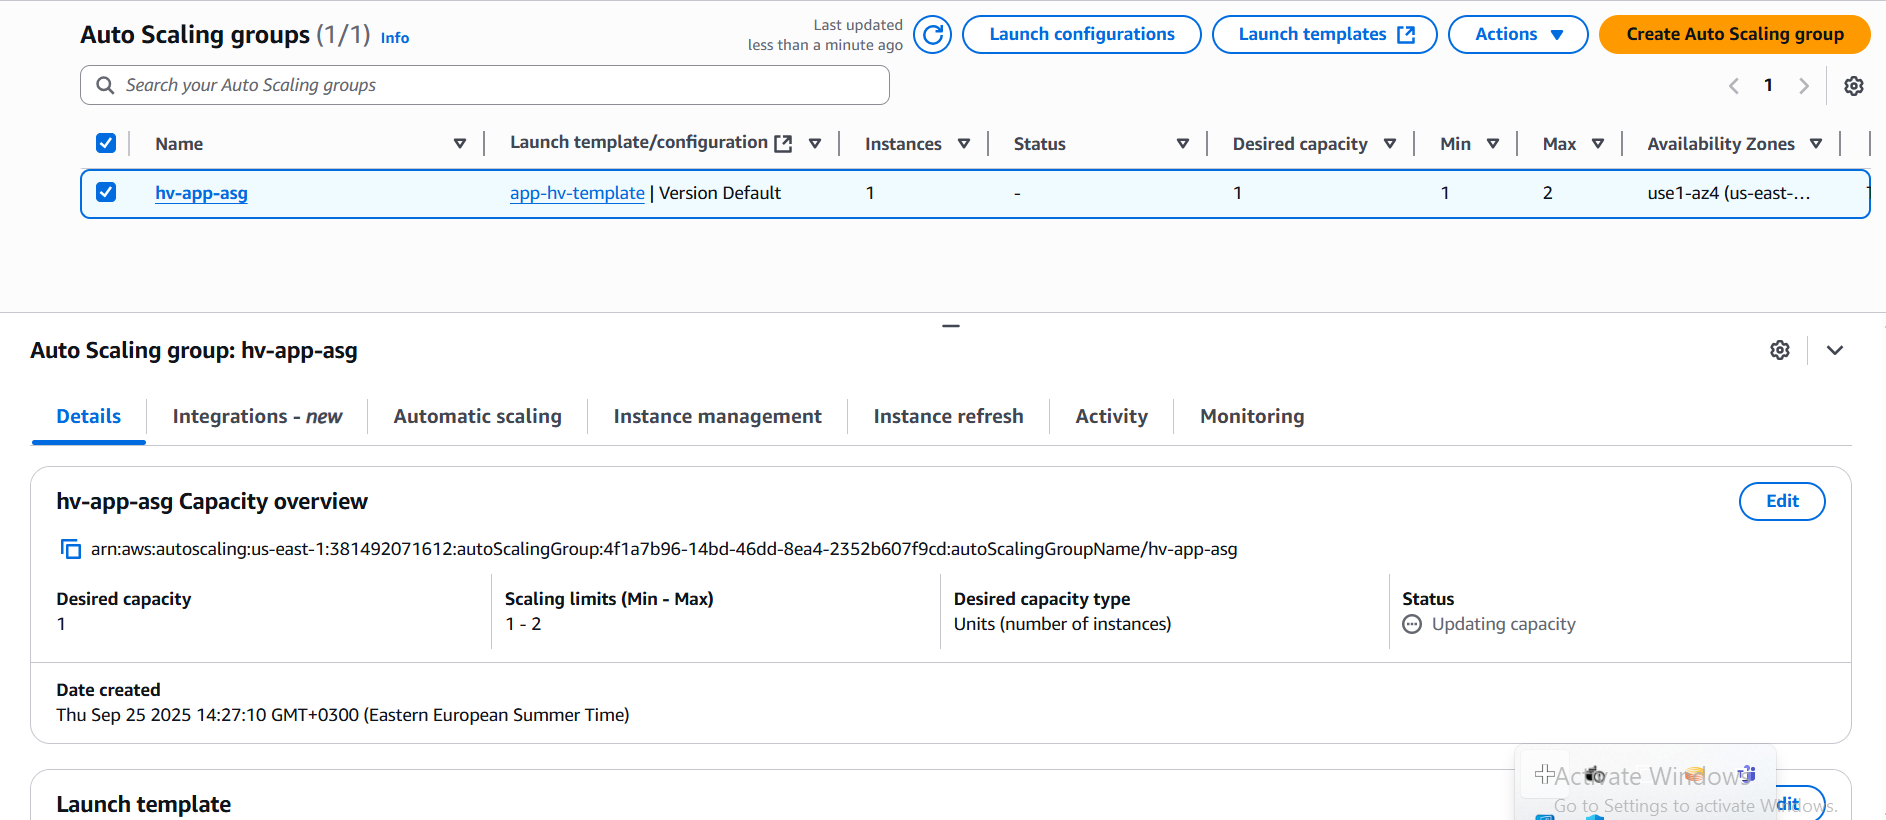 Auto Scaling groups (1/1) Info
Last updated
less than a minute ago
Launch configurations
Launch templates
Actions
Create Auto Scaling group
Search your Auto Scaling groups
1
Name
Launch template/configuration
Instances
Status
Desired capacity
Min
Max
Availability Zones
hv-app-asg
app-hv-template | Version Default
1
-
1
1
2
use1-az4 (us-east-...
Auto Scaling group: hv-app-asg
Details
Integrations - new
Automatic scaling
Instance management
Instance refresh
Activity
Monitoring
hv-app-asg Capacity overview
Edit
arn:aws:autoscaling:us-east-1:381492071612:autoScalingGroup:4f1a7b96-14bd-46dd-8ea4-2352b607f9cd:autoScalingGroupName/hv-app-asg
Desired capacity
1
Scaling limits (Min - Max)
1 - 2
Desired capacity type
Units (number of instances)
Status
Updating capacity
Date created
Thu Sep 25 2025 14:27:10 GMT+0300 (Eastern European Summer Time)
Launch template
Activate Windows
Go to Settings to activate Windows.